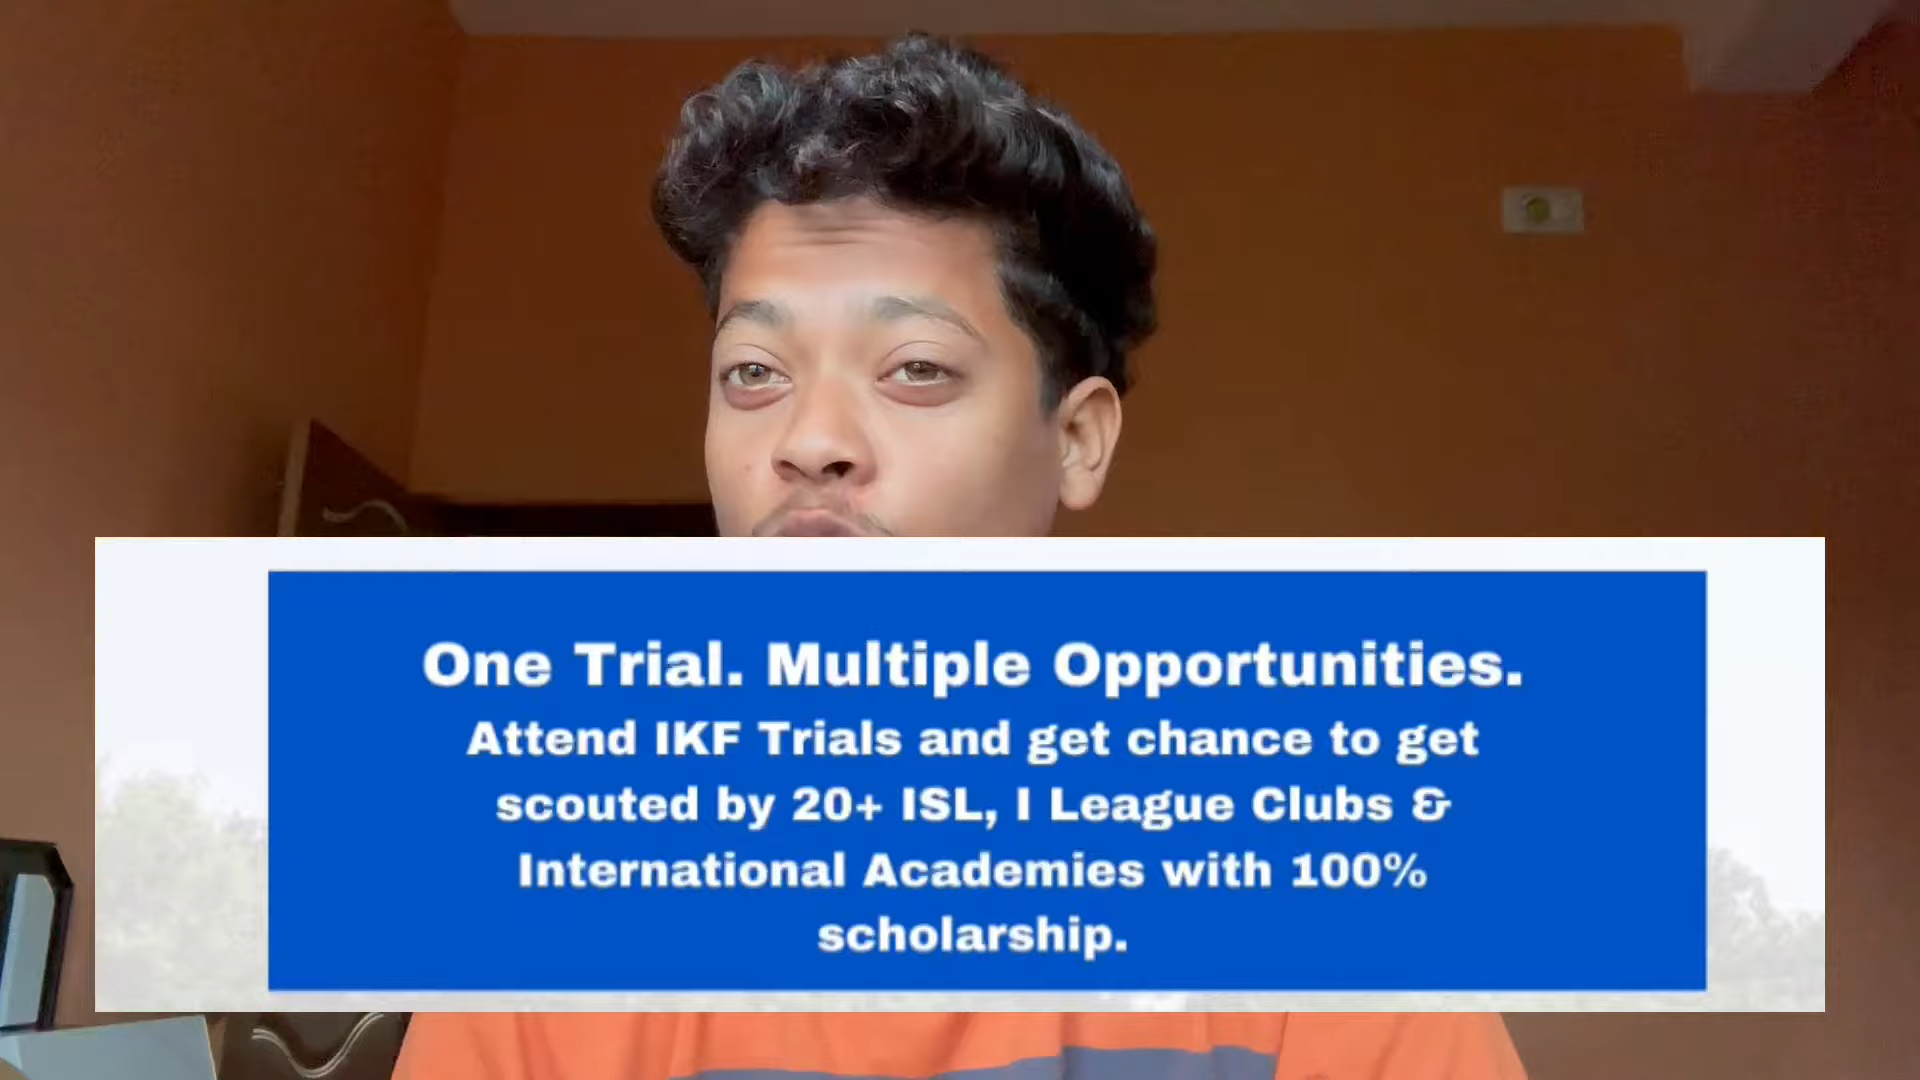 One Trial. Multiple Opportunities.
Attend IKF Trials and get chance to get
scouted by 20+ ISL, I League Clubs &
International Academies with 100%
scholarship.